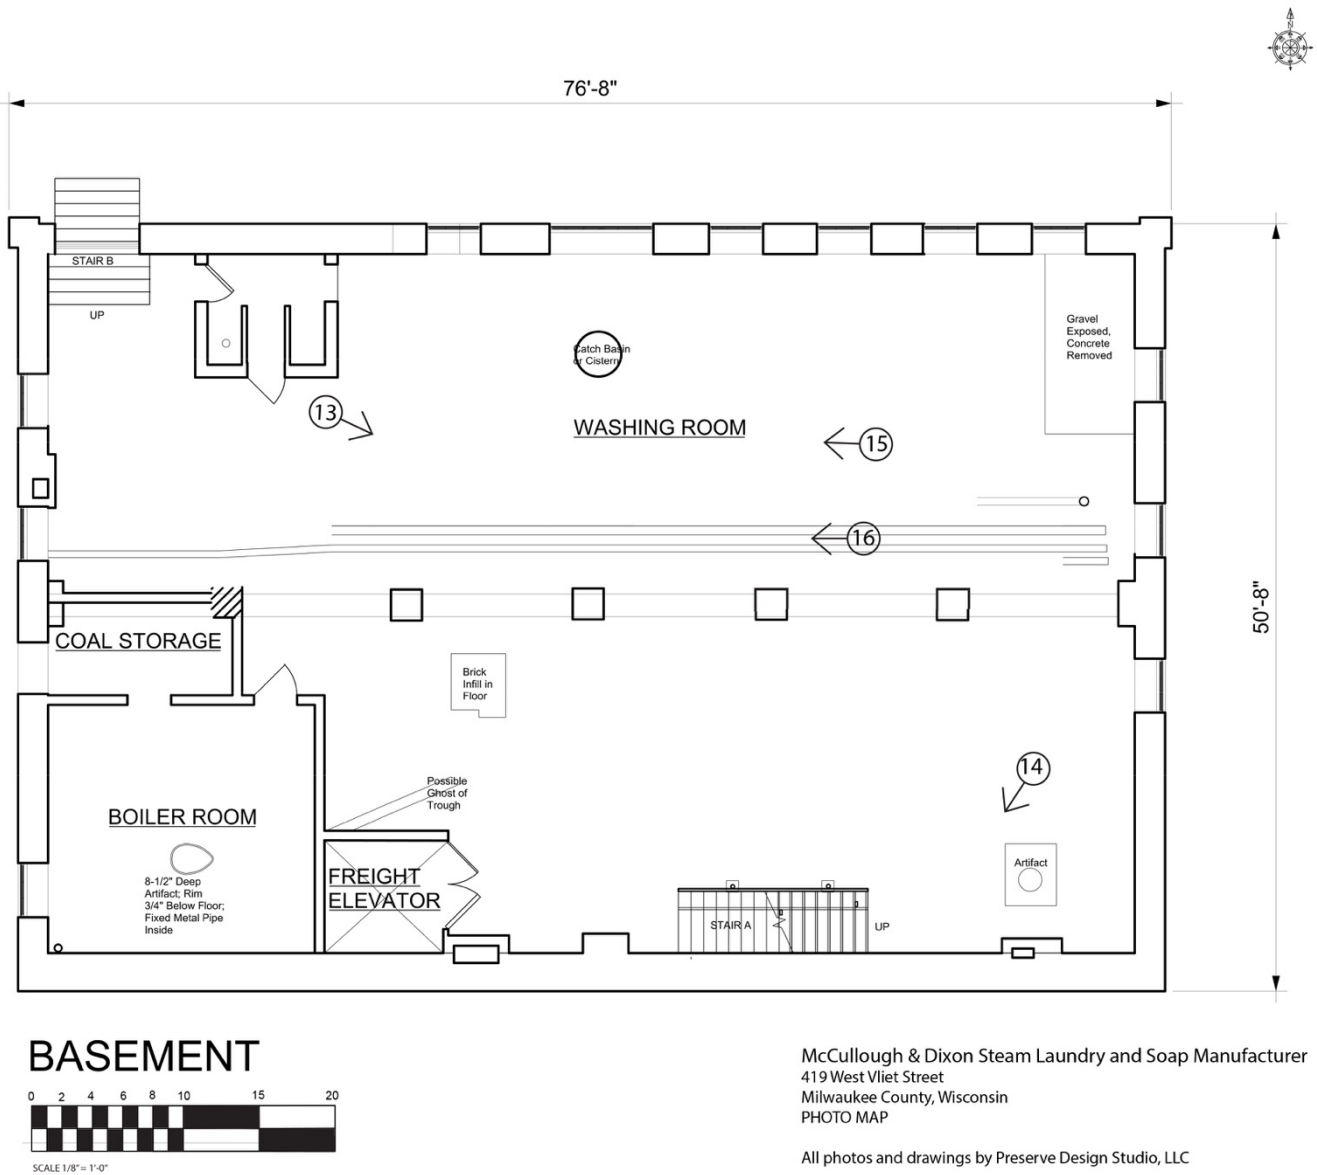 N
76'-8"
STAIR B
UP
Catch Basin
or Cistern
Gravel
Exposed,
Concrete
Removed
13
WASHING ROOM
15
16
50'-8"
COAL STORAGE
Brick
Infill in
Floor
14
Possible
Ghost of
Trough
BOILER ROOM
8-1/2" Deep
Artifact; Rim
3/4" Below Floor;
Fixed Metal Pipe
Inside
FREIGHT
ELEVATOR
Artifact
STAIR A
UP
BASEMENT
0 2 4 6 8 10 15 20
SCALE 1/8" = 1'-0"
McCullough & Dixon Steam Laundry and Soap Manufacturer
419 West Vliet Street
Milwaukee County, Wisconsin
PHOTO MAP
All photos and drawings by Preserve Design Studio, LLC